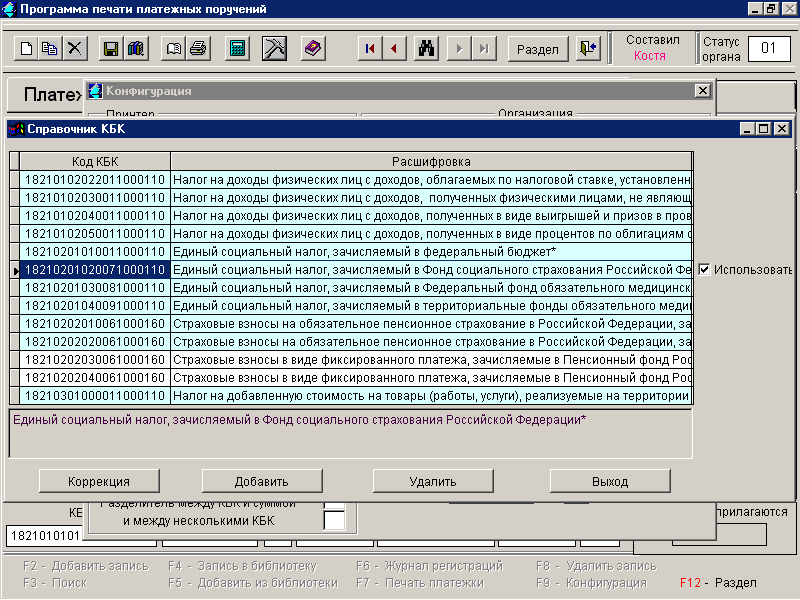 Программа печати платежных поручений
Раздел
Составил
Костя
Статус
органа
01
Плате
Конфигурация
Принтер
Организация
Справочник КБК
Код КБК Расшифровка
18210102022011000110 Налог на доходы физических лиц с доходов, облагаемых по налоговой ставке, установленн
18210102030011000110 Налог на доходы физических лиц с доходов, полученных физическими лицами, не являющ
18210102040011000110 Налог на доходы физических лиц с доходов, полученных в виде выигрышей и призов в пров
18210102050011000110 Налог на доходы физических лиц с доходов, полученных в виде процентов по облигациям с
18210201010011000110 Единый социальный налог, зачисляемый в федеральный бюджет*
18210201020071000110 Единый социальный налог, зачисляемый в Фонд социального страхования Российской Фе
18210201030081000110 Единый социальный налог, зачисляемый в Федеральный фонд обязательного медицинск
18210201040091000110 Единый социальный налог, зачисляемый в территориальные фонды обязательного меди
18210202010061000160 Страховые взносы на обязательное пенсионное страхование в Российской Федерации, за
18210202020061000160 Страховые взносы на обязательное пенсионное страхование в Российской Федерации, за
18210202030061000160 Страховые взносы в виде фиксированного платежа, зачисляемые в Пенсионный фонд Рос
18210202040061000160 Страховые взносы в виде фиксированного платежа, зачисляемые в Пенсионный фонд Рос
18210301000011000110 Налог на добавленную стоимость на товары (работы, услуги), реализуемые на территории
Использовать
Единый социальный налог, зачисляемый в Фонд социального страхования Российской Федерации*
Коррекция Добавить Удалить Выход
Разделитель между КБК и суммой
и между несколькими КБК
КБ
прилагаются
1821010101
F2 - Добавить запись F4 - Запись в библиотеку F6 - Журнал регистраций F8 - Удалить запись
F3 - Поиск F5 - Добавить из библиотеки F7 - Печать платежки F9 - Конфигурация F12 - Раздел